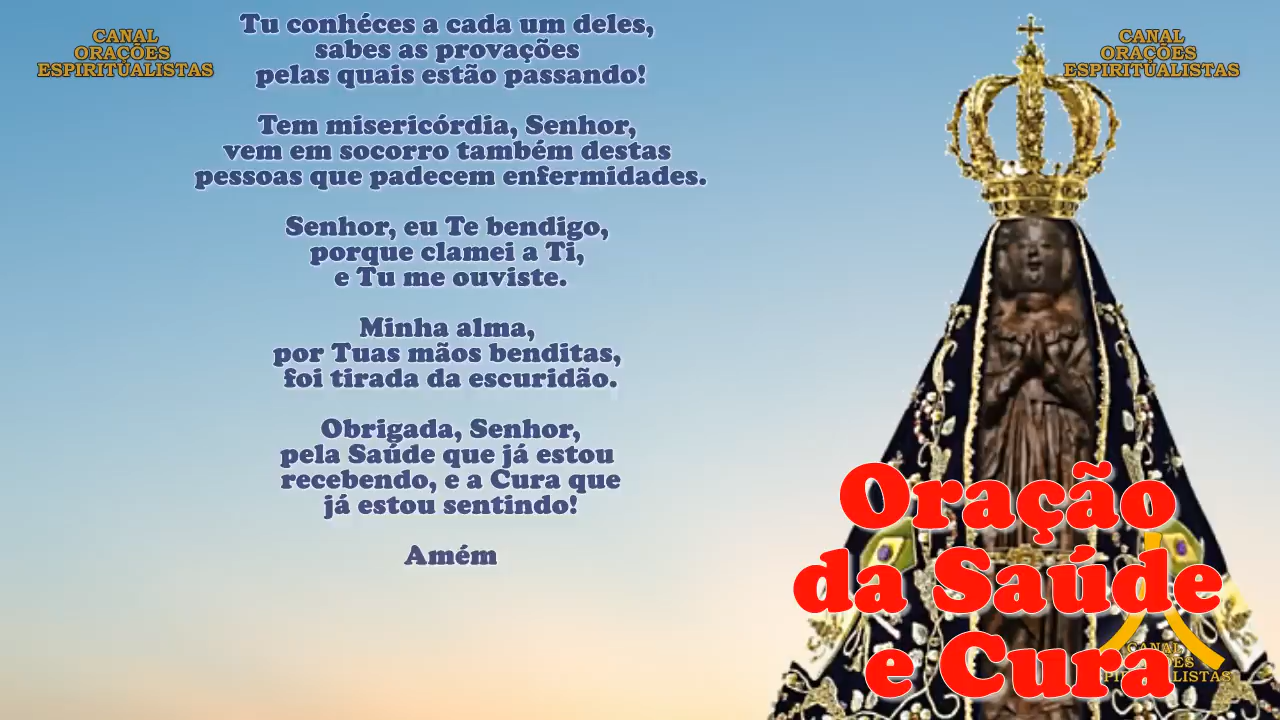 CANAL
ORAÇÕES
ESPIRITUALISTAS
Tu conhéces a cada um deles,
sabes as provações
pelas quais estão passando!
Tem misericórdia, Senhor,
vem em socorro também destas
pessoas que padecem enfermidades.
Senhor, eu Te bendigo,
porque clamei a Ti,
e Tu me ouviste.
Minha alma,
por Tuas mãos benditas,
foi tirada da escuridão.
Obrigada, Senhor,
pela Saúde que já estou
recebendo, e a Cura que
já estou sentindo!
Amém
CANAL
ORAÇÕES
ESPIRITUALISTAS
Oração
da Saúde
e Cura